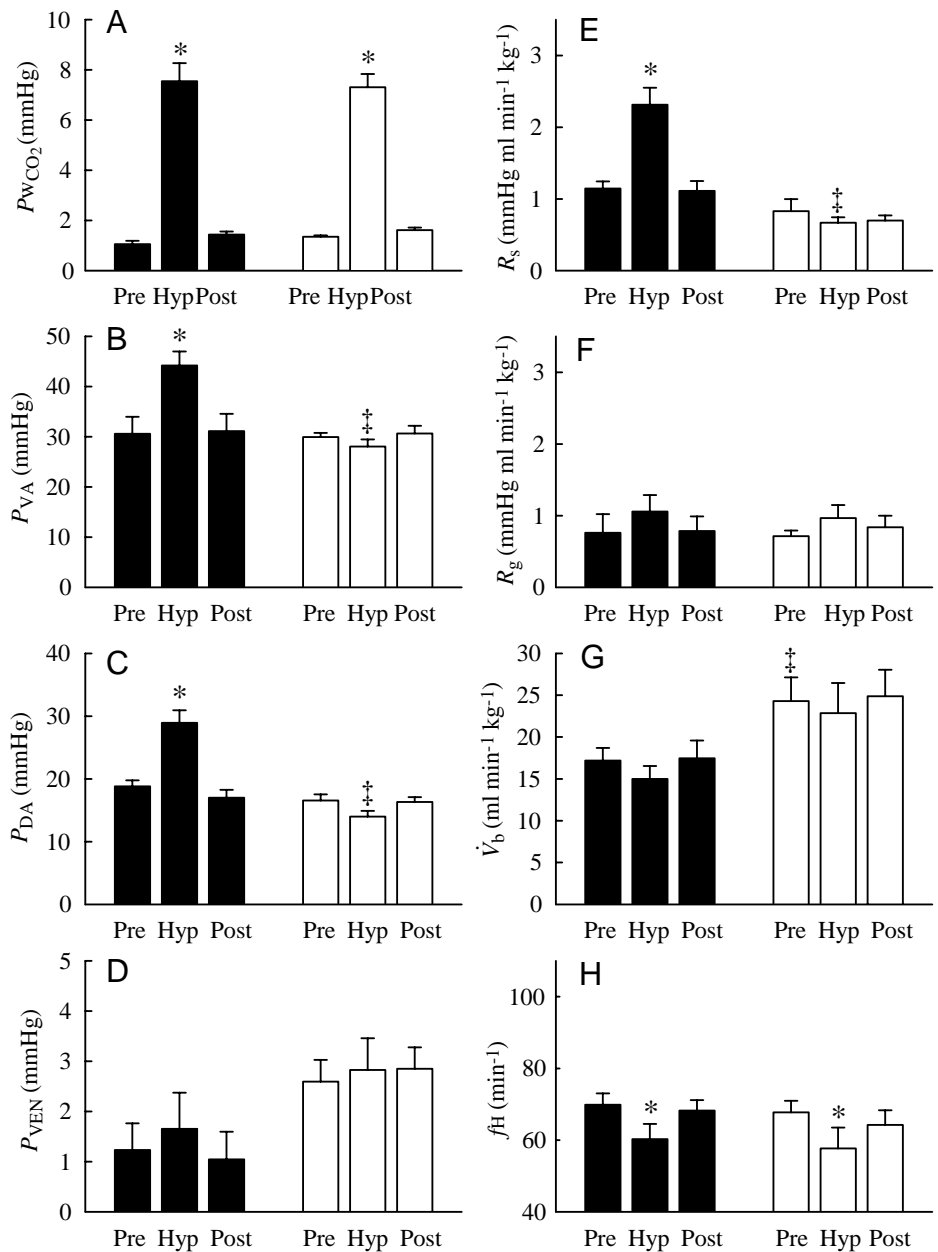 A
PwCO2 (mmHg)
10
8
6
4
2
0
*
*
Pre Hyp Post
Pre Hyp Post
B
PVA (mmHg)
50
40
30
20
10
0
*
‡
Pre Hyp Post
Pre Hyp Post
C
PDA (mmHg)
40
30
20
10
0
*
‡
Pre Hyp Post
Pre Hyp Post
D
PVEN (mmHg)
5
4
3
2
1
0
Pre Hyp Post
Pre Hyp Post
E
Rs (mmHg ml min-1 kg-1)
3
2
1
0
*
‡
Pre Hyp Post
Pre Hyp Post
F
Rg (mmHg ml min-1 kg-1)
3
2
1
0
Pre Hyp Post
Pre Hyp Post
G
V̇b (ml min-1 kg-1)
30
25
20
15
10
5
0
‡
Pre Hyp Post
Pre Hyp Post
H
fH (min-1)
100
80
60
40
*
*
Pre Hyp Post
Pre Hyp Post